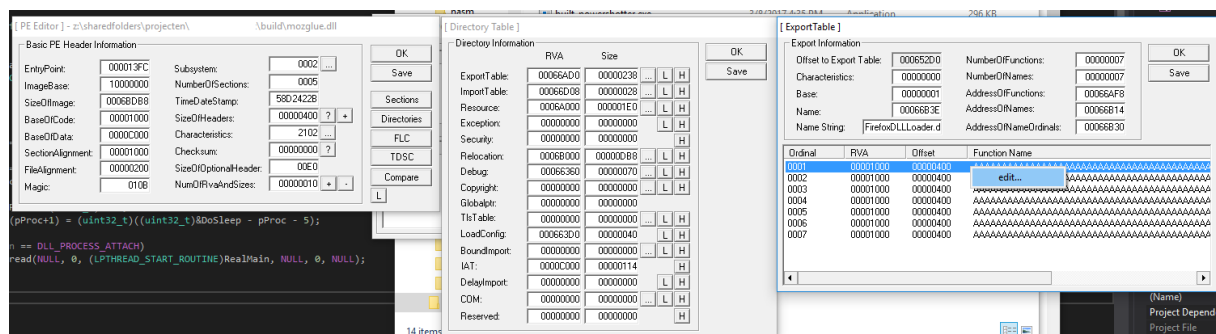 nasm
built_powershotter.exe
3/8/2017 4:35 PM
Application
296 KB
[ PE Editor ] - z:\sharedfolders\projecten\ \build\mozglue.dll
Basic PE Header Information
EntryPoint: 000013FC
ImageBase: 10000000
SizeOfImage: 0006BDB8
BaseOfCode: 00001000
BaseOfData: 0000C000
SectionAlignment: 00001000
FileAlignment: 00000200
Magic: 010B
Subsystem: 0002 ...
NumberOfSections: 0005
TimeDateStamp: 58D2422B
SizeOfHeaders: 00000400 ? +
Characteristics: 2102 ...
Checksum: 00000000 ?
SizeOfOptionalHeader: 00E0
NumOfRvaAndSizes: 00000010 + -
OK
Save
Sections
Directories
FLC
TDSC
Compare
L
(pProc+1) = (uint32_t)((uint32_t)&DoSleep - pProc - 5);
n == DLL_PROCESS_ATTACH)
read(NULL, 0, (LPTHREAD_START_ROUTINE)RealMain, NULL, 0, NULL);
[ Directory Table ]
Directory Information
RVA Size
ExportTable: 00066AD0 00000238 ... L H
ImportTable: 00066D08 00000028 ... L H
Resource: 0006A000 000001E0 ... L H
Exception: 00000000 00000000 L H
Security: 00000000 00000000 H
Relocation: 0006B000 00000DB8 ... L H
Debug: 00066360 00000070 ... L H
Copyright: 00000000 00000000 ... L H
Globalptr: 00000000 00000000
TlsTable: 00000000 00000000 ... L H
LoadConfig: 000663D0 00000040 L H
BoundImport: 00000000 00000000 ... L H
IAT: 0000C000 00000114 H
DelayImport: 00000000 00000000 L H
COM: 00000000 00000000 ... L H
Reserved: 00000000 00000000 H
OK
Save
14 items
[ ExportTable ]
Export Information
Offset to Export Table: 000652D0
Characteristics: 00000000
Base: 00000001
Name: 00066B3E
Name String: FirefoxDLLLoader.d
NumberOfFunctions: 00000007
NumberOfNames: 00000007
AddressOfFunctions: 00066AF8
AddressOfNames: 00066B14
AddressOfNameOrdinals: 00066B30
OK
Save
Ordinal RVA Offset Function Name
0001 00001000 00000400
edit...
0002 00001000 00000400
0003 00001000 00000400
0004 00001000 00000400
0005 00001000 00000400
0006 00001000 00000400
0007 00001000 00000400
(Name)
Project Depend
Project File